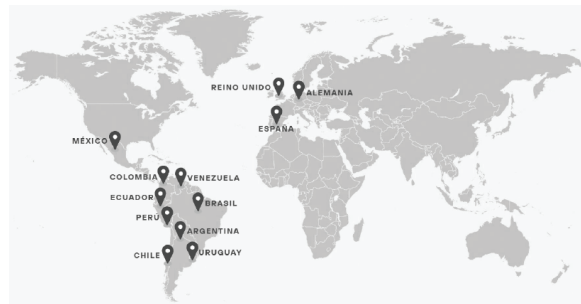 REINO UNIDO
ALEMANIA
ESPAÑA
MÉXICO
COLOMBIA
VENEZUELA
ECUADOR
BRASIL
PERÚ
ARGENTINA
CHILE
URUGUAY